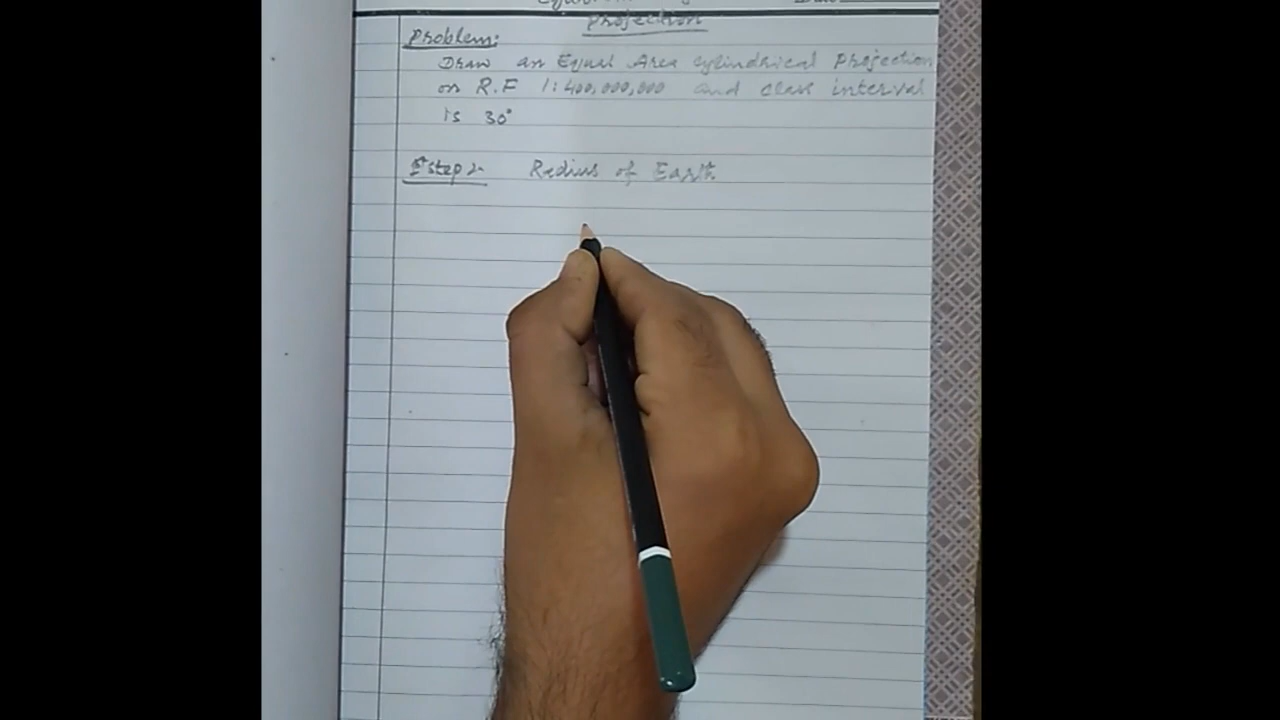 Projection
Problem:
Draw an Equal Area cylindrical Projection
on R.F 1:400,000,000 and class interval
is 30°
1st step:- Radius of Earth